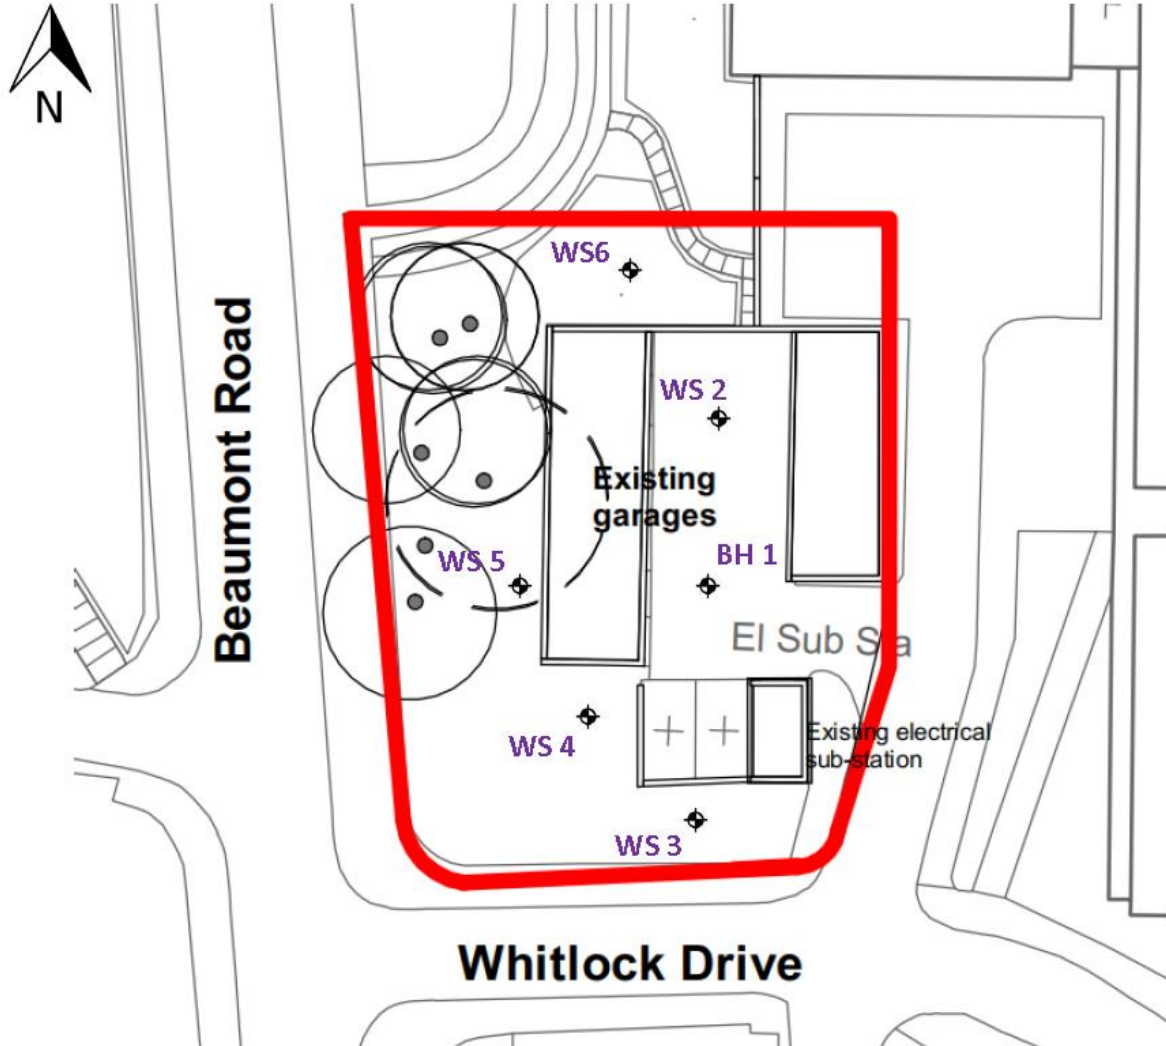 N
WS6
WS 2
Beaumont Road
Existing
garages
WS 5
BH 1
El Sub Sta
WS 4
Existing electrical
sub-station
WS 3
Whitlock Drive